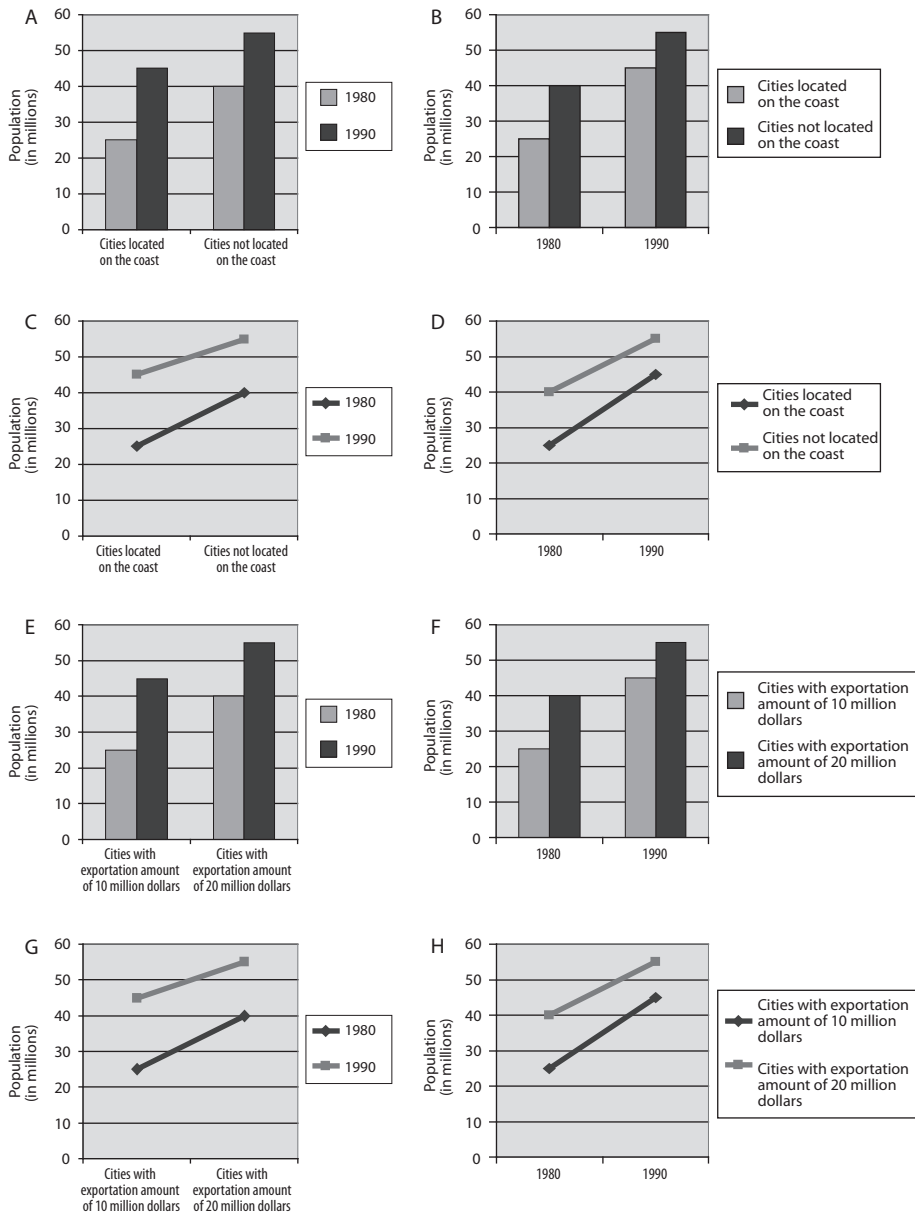 A
60
50
40
30
20
10
0
Population
(in millions)
Cities located
on the coast
Cities not located
on the coast
1980
1990
B
60
50
40
30
20
10
0
Population
(in millions)
1980
1990
Cities located
on the coast
Cities not located
on the coast
C
60
50
40
30
20
10
0
Population
(in millions)
Cities located
on the coast
Cities not located
on the coast
1980
1990
D
60
50
40
30
20
10
0
Population
(in millions)
1980
1990
Cities located
on the coast
Cities not located
on the coast
E
60
50
40
30
20
10
0
Population
(in millions)
Cities with
exportation amount
of 10 million dollars
Cities with
exportation amount
of 20 million dollars
1980
1990
F
60
50
40
30
20
10
0
Population
(in millions)
1980
1990
Cities with exportation
amount of 10 million
dollars
Cities with exportation
amount of 20 million
dollars
G
60
50
40
30
20
10
0
Population
(in millions)
Cities with
exportation amount
of 10 million dollars
Cities with
exportation amount
of 20 million dollars
1980
1990
H
60
50
40
30
20
10
0
Population
(in millions)
1980
1990
Cities with exportation
amount of 10 million
dollars
Cities with exportation
amount of 20 million
dollars